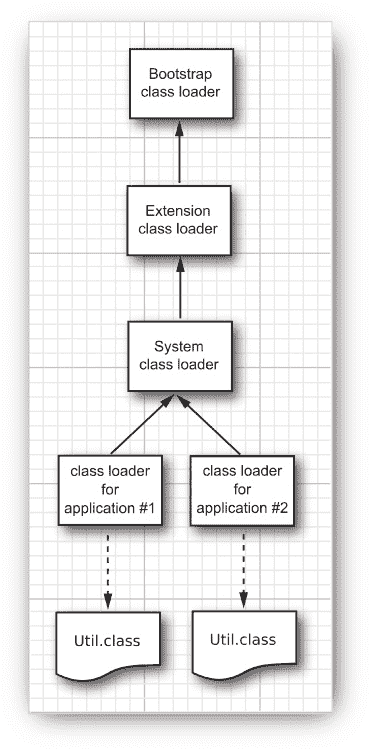 Bootstrap
class loader
Extension
class loader
System
class loader
class loader
for
application #1
class loader
for
application #2
Util.class
Util.class